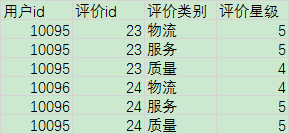 用户id 评价id 评价类别 评价星级
10095 23 物流 5
10095 23 服务 5
10095 23 质量 4
10096 24 物流 4
10096 24 服务 5
10095 24 质量 5